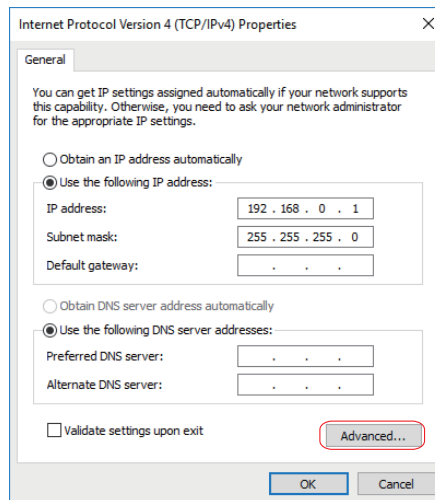 Internet Protocol Version 4 (TCP/IPv4) Properties
General
You can get IP settings assigned automatically if your network supports
this capability. Otherwise, you need to ask your network administrator
for the appropriate IP settings.
Obtain an IP address automatically
Use the following IP address:
IP address: 192 . 168 . 0 . 1
Subnet mask: 255 . 255 . 255 . 0
Default gateway: . . .
Obtain DNS server address automatically
Use the following DNS server addresses:
Preferred DNS server: . . .
Alternate DNS server: . . .
Validate settings upon exit
Advanced...
OK Cancel